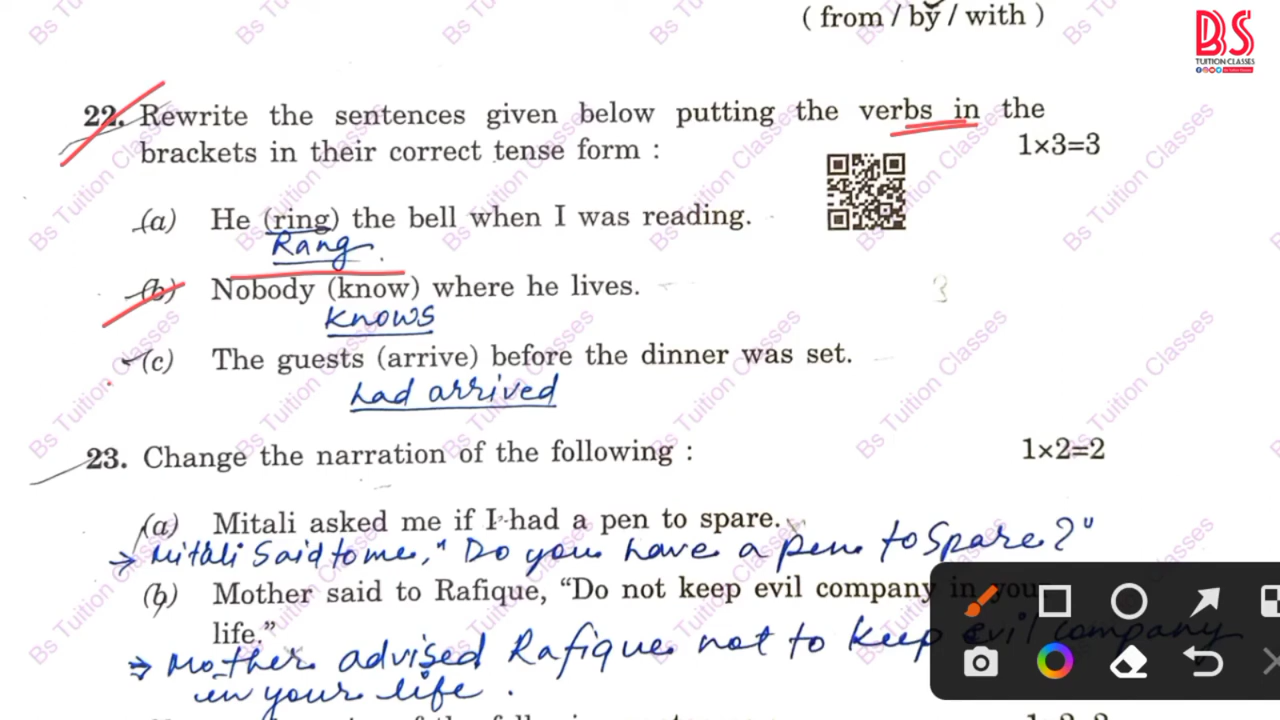 ( from / by / with )
BS
TUITION CLASSES
22. Rewrite the sentences given below putting the verbs in the
brackets in their correct tense form :
1×3=3
(a) He (ring) the bell when I was reading.
Rang
(b) Nobody (know) where he lives.
knows
(c) The guests (arrive) before the dinner was set.
had arrived
23. Change the narration of the following :
1×2=2
(a) Mitali asked me if I had a pen to spare.
→ Mitali Said to me, " Do you have a pen to Spare ?"
(b) Mother said to Rafique, “Do not keep evil company in your
life.”
→ Mother advised Rafique not to keep evil company
in your life .
Bs Tuition Classes